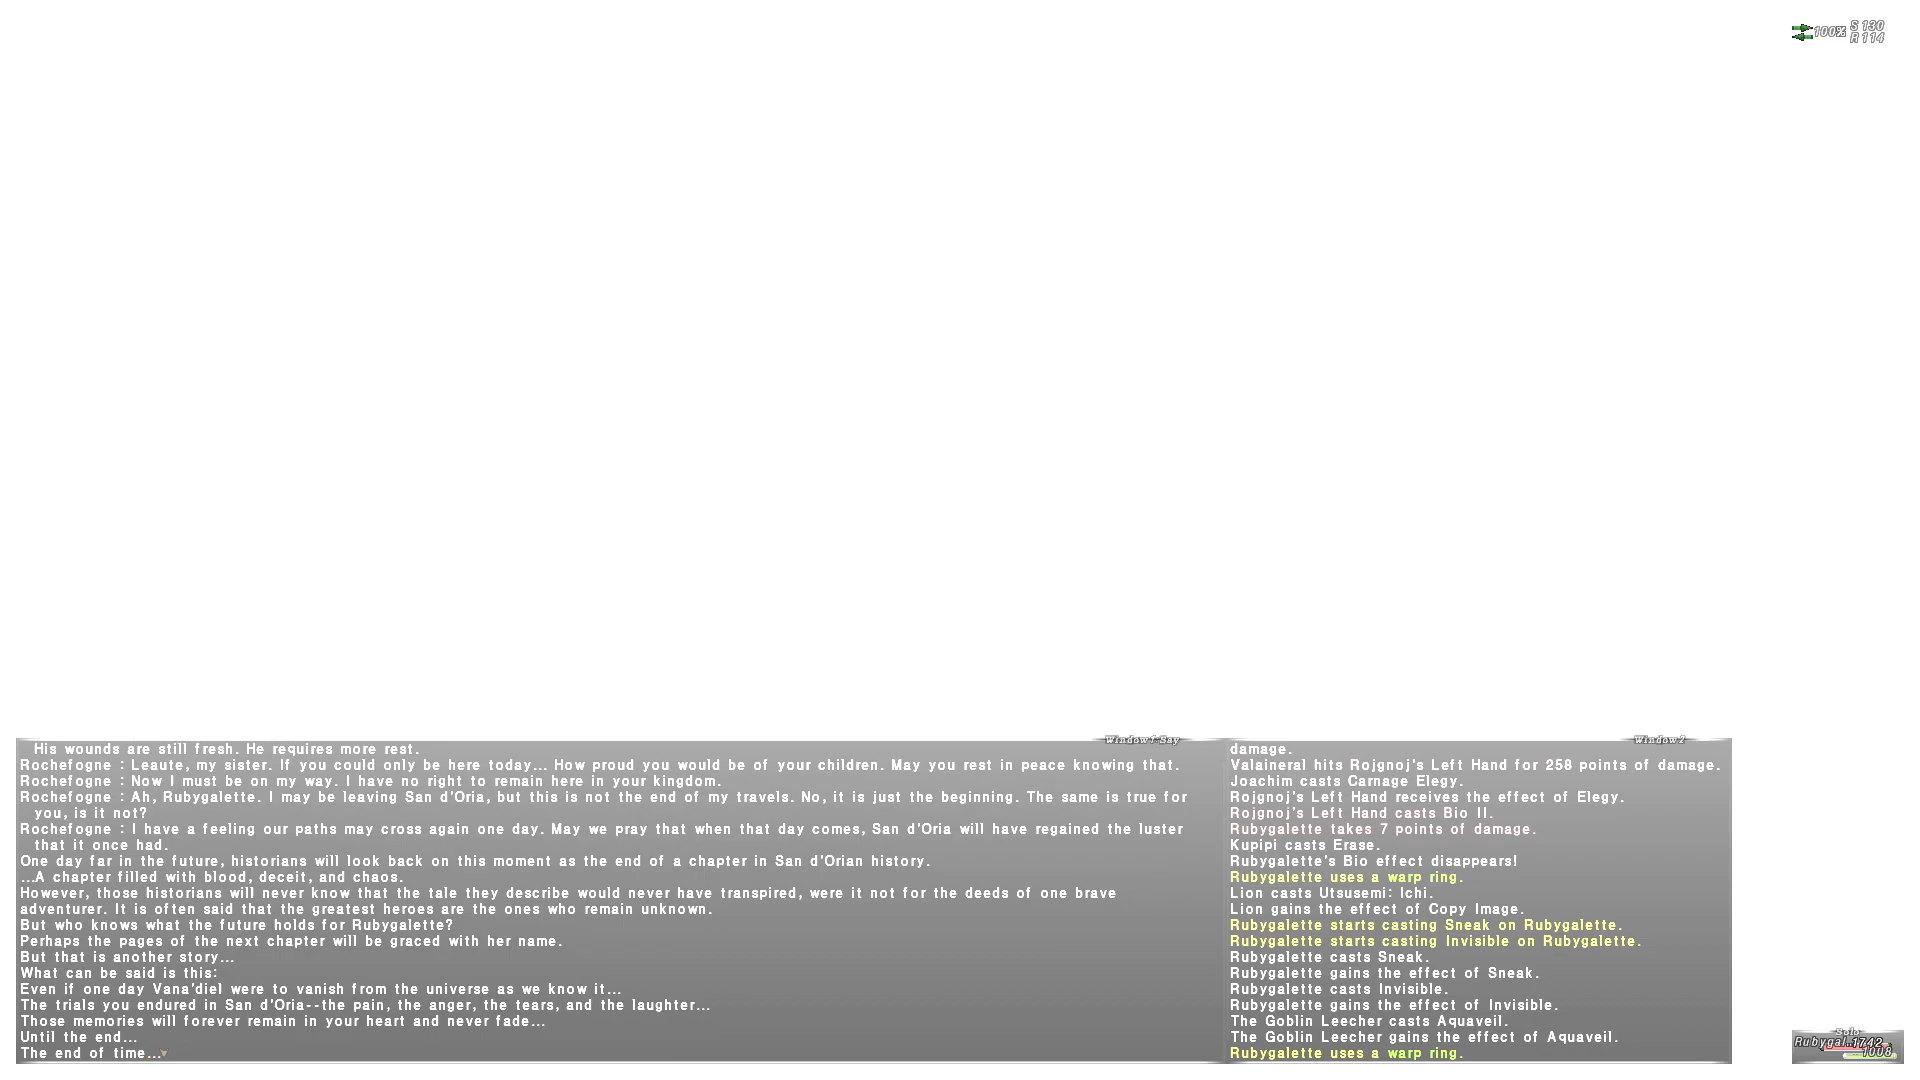 100% S 130
R 114
Window1-Say
His wounds are still fresh. He requires more rest.
Rochefogne : Leaute, my sister. If you could only be here today... How proud you would be of your children. May you rest in peace knowing that.
Rochefogne : Now I must be on my way. I have no right to remain here in your kingdom.
Rochefogne : Ah, Rubygalette. I may be leaving San d'Oria, but this is not the end of my travels. No, it is just the beginning. The same is true for
you, is it not?
Rochefogne : I have a feeling our paths may cross again one day. May we pray that when that day comes, San d'Oria will have regained the luster
that it once had.
One day far in the future, historians will look back on this moment as the end of a chapter in San d'Orian history.
...A chapter filled with blood, deceit, and chaos.
However, those historians will never know that the tale they describe would never have transpired, were it not for the deeds of one brave
adventurer. It is often said that the greatest heroes are the ones who remain unknown.
But who knows what the future holds for Rubygalette?
Perhaps the pages of the next chapter will be graced with her name.
But that is another story...
What can be said is this:
Even if one day Vana'diel were to vanish from the universe as we know it...
The trials you endured in San d'Oria--the pain, the anger, the tears, and the laughter...
Those memories will forever remain in your heart and never fade...
Until the end...
The end of time...
Window2
damage.
Valaineral hits Rojgnoj's Left Hand for 258 points of damage.
Joachim casts Carnage Elegy.
Rojgnoj's Left Hand receives the effect of Elegy.
Rojgnoj's Left Hand casts Bio II.
Rubygalette takes 7 points of damage.
Kupipi casts Erase.
Rubygalette's Bio effect disappears!
Rubygalette uses a warp ring.
Lion casts Utsusemi: Ichi.
Lion gains the effect of Copy Image.
Rubygalette starts casting Sneak on Rubygalette.
Rubygalette starts casting Invisible on Rubygalette.
Rubygalette casts Sneak.
Rubygalette gains the effect of Sneak.
Rubygalette casts Invisible.
Rubygalette gains the effect of Invisible.
The Goblin Leecher casts Aquaveil.
The Goblin Leecher gains the effect of Aquaveil.
Rubygalette uses a warp ring.
Solo
Rubygal..1742
1008